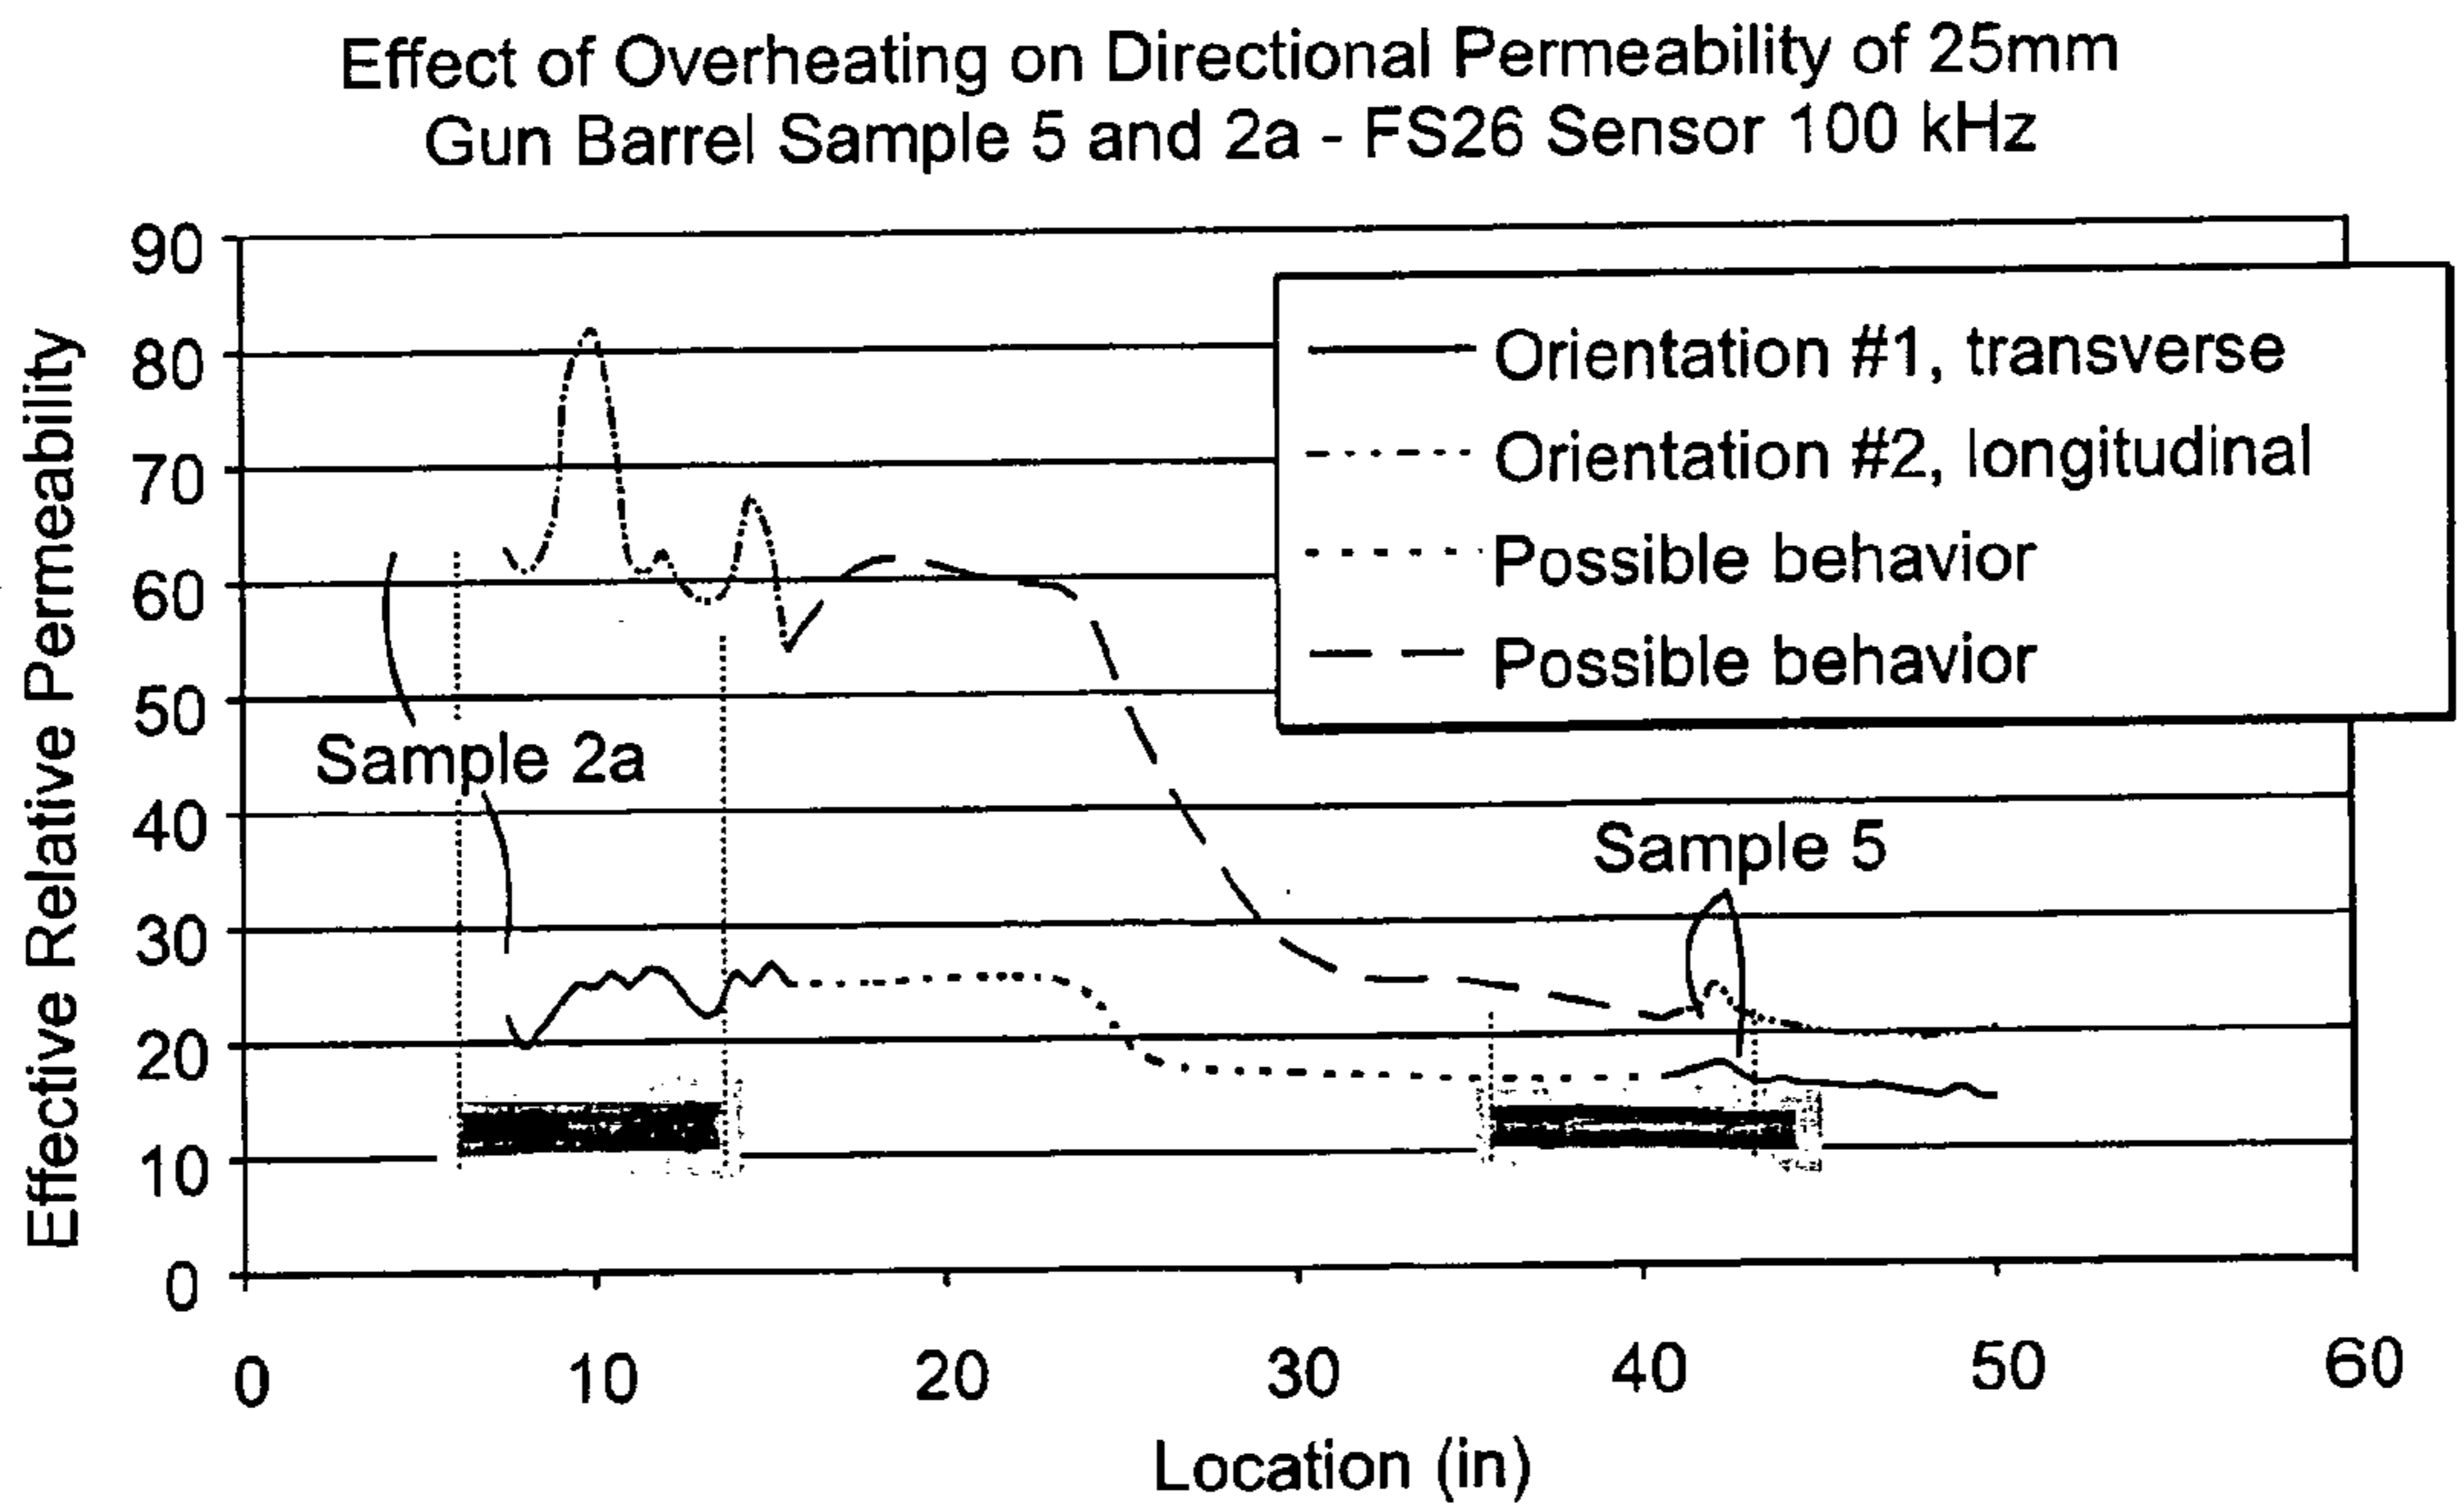 Effect of Overheating on Directional Permeability of 25mm
Gun Barrel Sample 5 and 2a - FS26 Sensor 100 kHz
Effective Relative Permeability
90
80
70
60
50
40
30
20
10
0
Orientation #1, transverse
Orientation #2, longitudinal
Possible behavior
Possible behavior
Sample 2a
Sample 5
0 10 20 30 40 50 60
Location (in)